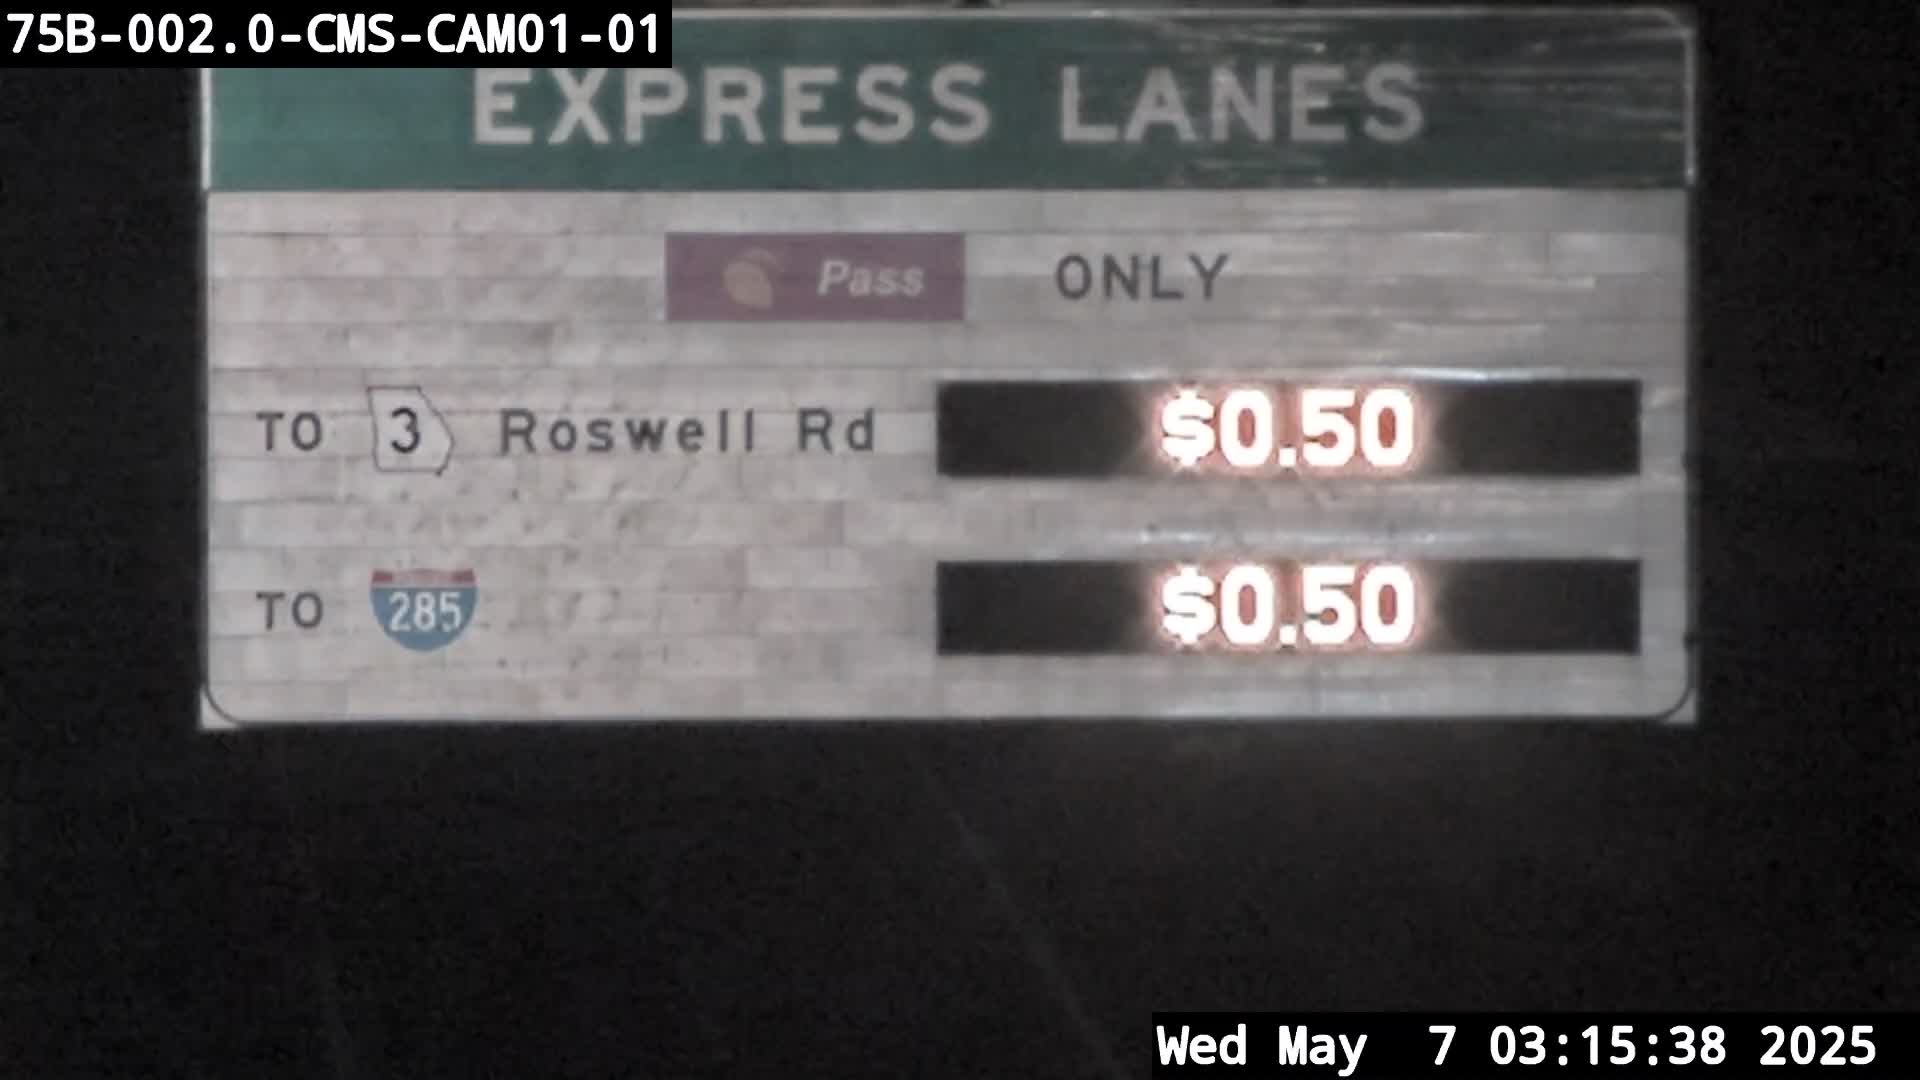 75B-002.0-CMS-CAM01-01
EXPRESS LANES
Pass ONLY
TO 3 Roswell Rd $0.50
TO 285 $0.50
Wed May 7 03:15:38 2025